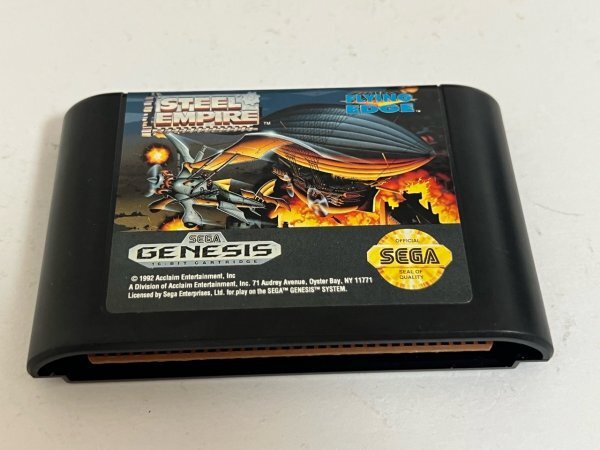 STEEL
EMPIRE™
FLYING
EDGE™
SEGA
GENESIS
16-BIT CARTRIDGE
OFFICIAL
SEGA
SEAL OF
QUALITY
© 1992 Acclaim Entertainment, Inc
A Division of Acclaim Entertainment, Inc. 71 Audrey Avenue, Oyster Bay, NY 11771
Licensed by Sega Enterprises, Ltd. for play on the SEGA™ GENESIS™ SYSTEM.